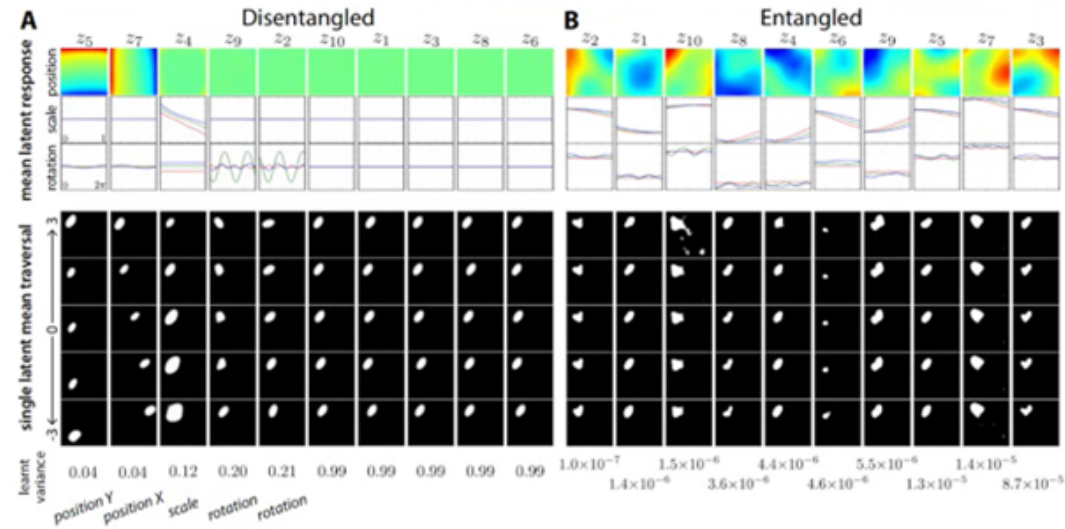 A Disentangled B Entangled
z5 z7 z4 z9 z2 z10 z1 z3 z8 z6 z2 z1 z10 z8 z4 z6 z9 z5 z7 z3
mean latent response
position
scale
0 1
rotation
0 2π
single latent mean traversal
-3 0 3
learnt variance
0.04 0.04 0.12 0.20 0.21 0.99 0.99 0.99 0.99 0.99
position Y position X scale rotation rotation
1.0×10⁻⁷ 1.5×10⁻⁶ 4.4×10⁻⁶ 5.5×10⁻⁶ 1.4×10⁻⁵
1.4×10⁻⁶ 3.6×10⁻⁶ 4.6×10⁻⁶ 1.3×10⁻⁵ 8.7×10⁻⁵